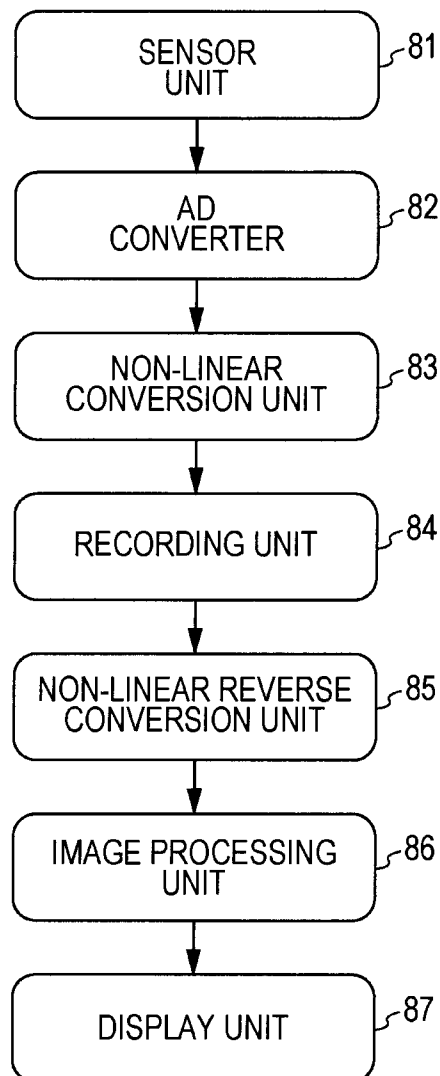 SENSOR
UNIT
81
AD
CONVERTER
82
NON-LINEAR
CONVERSION UNIT
83
RECORDING UNIT
84
NON-LINEAR REVERSE
CONVERSION UNIT
85
IMAGE PROCESSING
UNIT
86
DISPLAY UNIT
87